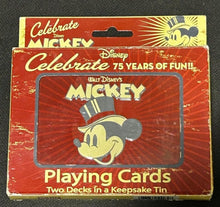 Celebrate
MICKEY
Disney
Celebrate 75 YEARS OF FUN!!
WALT DISNEY'S
MICKEY
Playing Cards
Two Decks In a Keepsake Tin